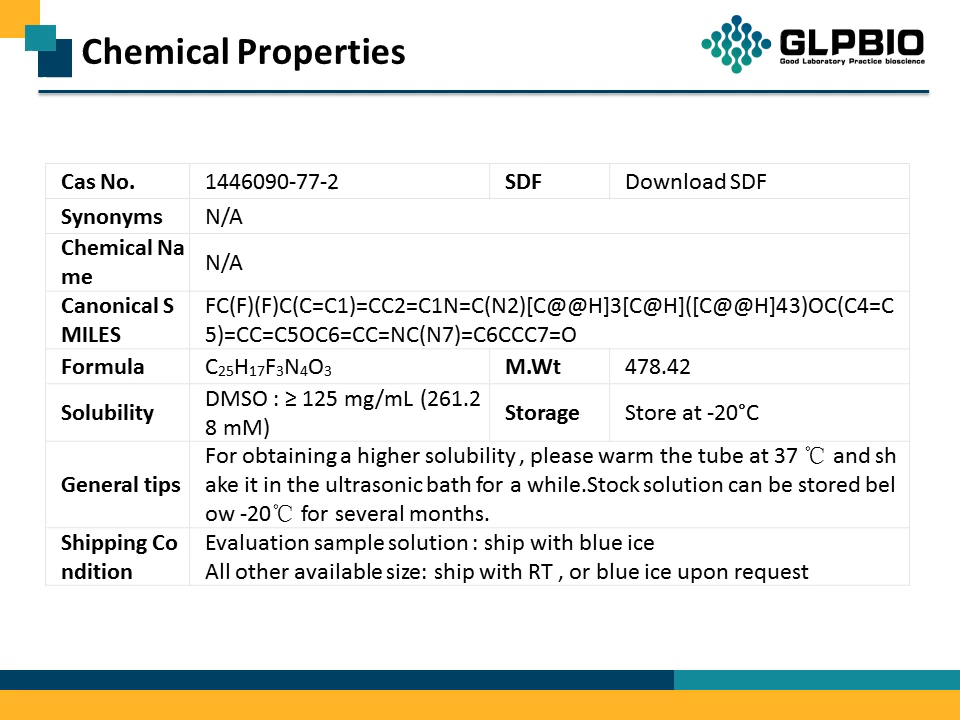 Chemical Properties
GLPBIO
Good Laboratory Practice bioscience
Cas No. 1446090-77-2 SDF Download SDF
Synonyms N/A
Chemical Na
me
N/A
Canonical S
MILES
FC(F)(F)C(C=C1)=CC2=C1N=C(N2)[C@@H]3[C@H]([C@@H]43)OC(C4=C
5)=CC=C5OC6=CC=NC(N7)=C6CCC7=O
Formula C₂₅H₁₇F₃N₄O₃ M.Wt 478.42
Solubility
DMSO : ≥ 125 mg/mL (261.2
8 mM)
Storage Store at -20°C
General tips
For obtaining a higher solubility , please warm the tube at 37 ℃ and sh
ake it in the ultrasonic bath for a while.Stock solution can be stored bel
ow -20℃ for several months.
Shipping Co
ndition
Evaluation sample solution : ship with blue ice
All other available size: ship with RT , or blue ice upon request